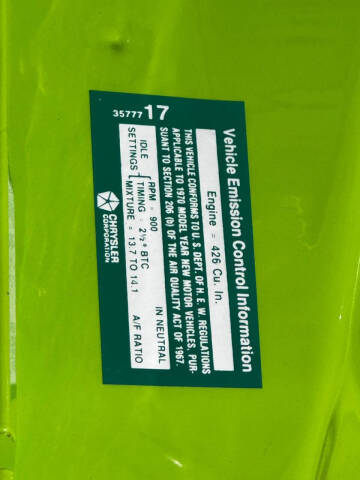 Vehicle Emission Control Information
Engine = 426 Cu. In.
THIS VEHICLE CONFORMS TO U. S. DEPT. OF H. E. W. REGULATIONS
APPLICABLE TO 1970 MODEL YEAR NEW MOTOR VEHICLES, PUR-
SUANT TO SECTION 206 (b) OF THE AIR QUALITY ACT OF 1967.
RPM = 900 IN NEUTRAL
IDLE SETTINGS TIMING = 2½° BTC
MIXTURE = 13.7 TO 14.1 A/F RATIO
3577717
CHRYSLER
CORPORATION